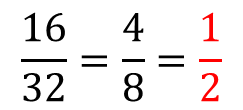 16/32 = 4/8 = 1/2